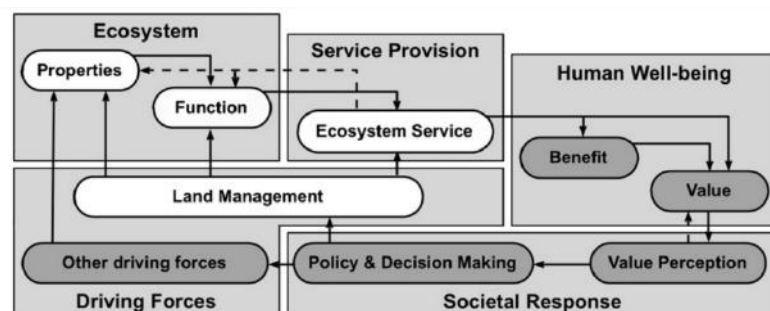 Ecosystem
Properties
Function
Service Provision
Ecosystem Service
Human Well-being
Benefit
Value
Land Management
Other driving forces
Driving Forces
Policy & Decision Making
Value Perception
Societal Response